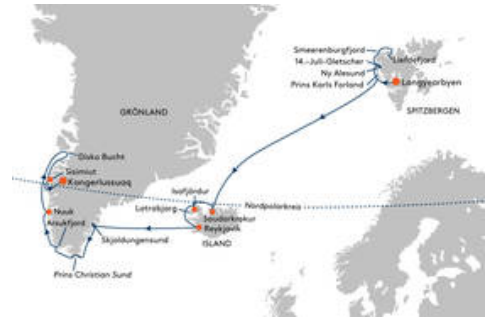 Smeerenburgfjord
Liefdefjord
14.-Juli-Gletscher
Ny Alesund
Prins Karls Forland
Longyearbyen
SPITZBERGEN
GRÖNLAND
Disko Bucht
Sisimiut
Kangerlussuaq
Isafjördur
Nordpolarkreis
Latrabjarg
Saudarkrokur
Nuuk
Reykjavik
Arsukfjord
Skjoldungensund
ISLAND
Prins Christian Sund